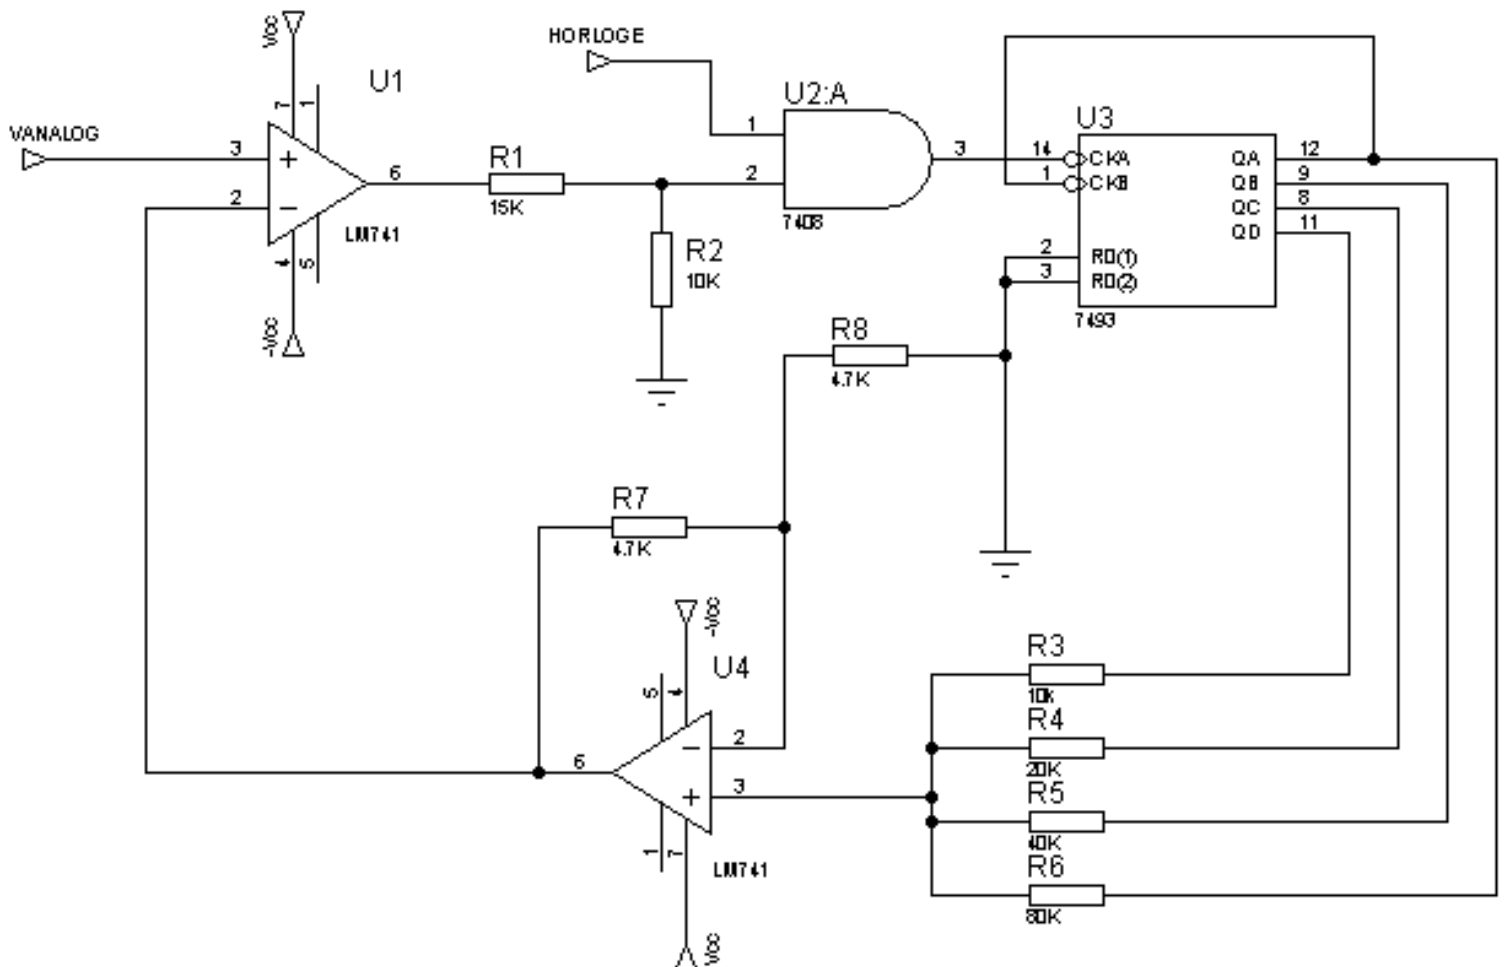 VCC
HORLOGE
U1
7
1
U2:A
U3
VANALOG
3
+
6
R1
15K
1
2
3
7408
14
CKA
QA
12
1
CKB
QB
9
QC
8
QD
11
2
−
LM741
4
5
-VCC
R2
10K
2
R0(1)
3
R0(2)
7493
R8
4.7K
R7
4.7K
-VCC
U4
5
4
6
−
2
+
3
1
7
LM741
VCC
R3
10k
R4
20K
R5
40K
R6
80K